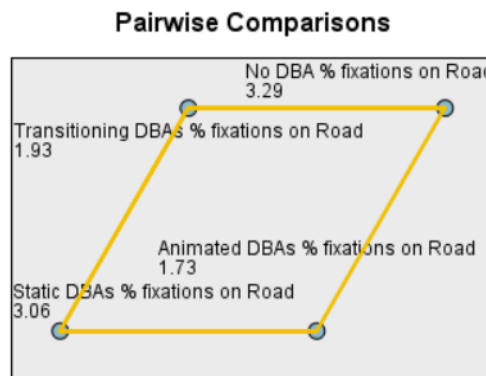 Pairwise Comparisons
No DBA % fixations on Road
3.29
Transitioning DBAs % fixations on Road
1.93
Animated DBAs % fixations on Road
1.73
Static DBAs % fixations on Road
3.06